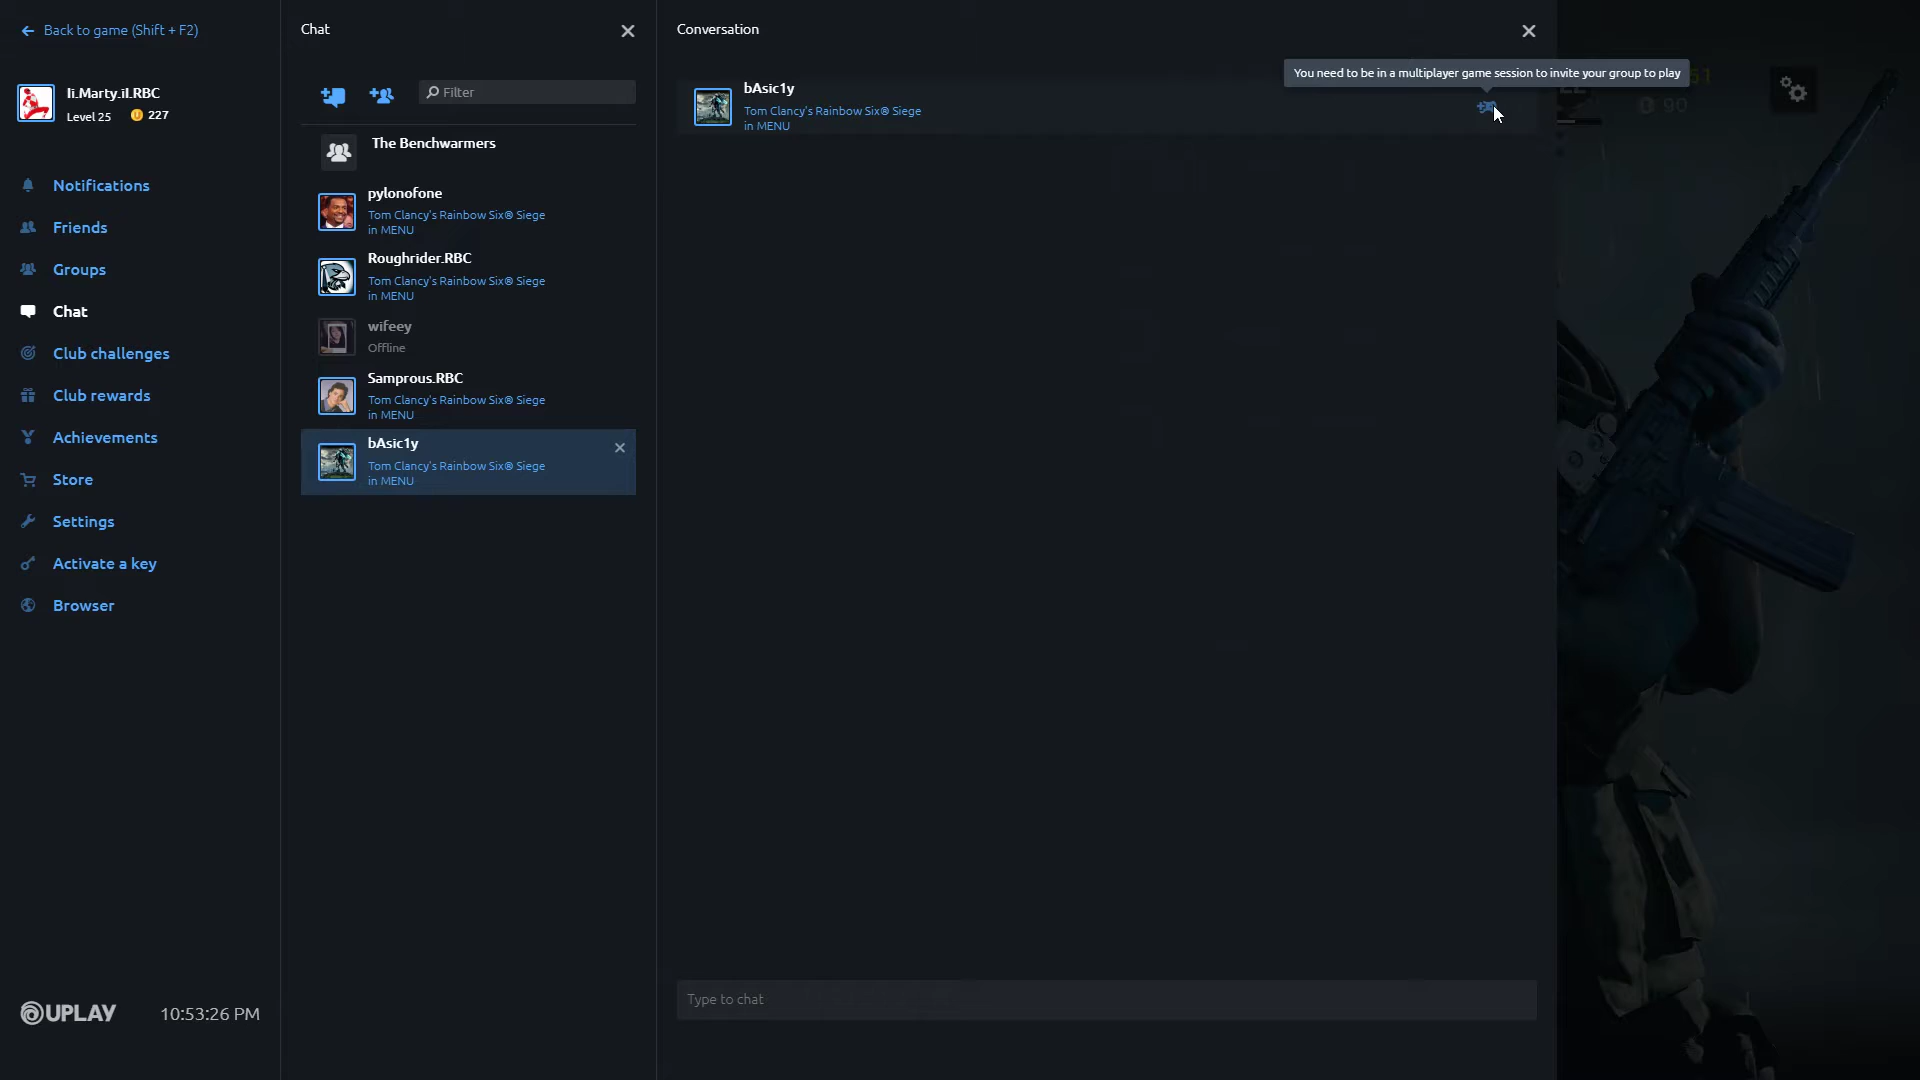 Back to game (Shift + F2)
Ii.Marty.iI.RBC
Level 25
227
Notifications
Friends
Groups
Chat
Club challenges
Club rewards
Achievements
Store
Settings
Activate a key
Browser
UPLAY
10:53:26 PM
Chat
Filter
The Benchwarmers
pylonofone
Tom Clancy's Rainbow Six® Siege
in MENU
Roughrider.RBC
Tom Clancy's Rainbow Six® Siege
in MENU
wifeey
Offline
Samprous.RBC
Tom Clancy's Rainbow Six® Siege
in MENU
bAsic1y
Tom Clancy's Rainbow Six® Siege
in MENU
Conversation
You need to be in a multiplayer game session to invite your group to play
bAsic1y
Tom Clancy's Rainbow Six® Siege
in MENU
Type to chat
90